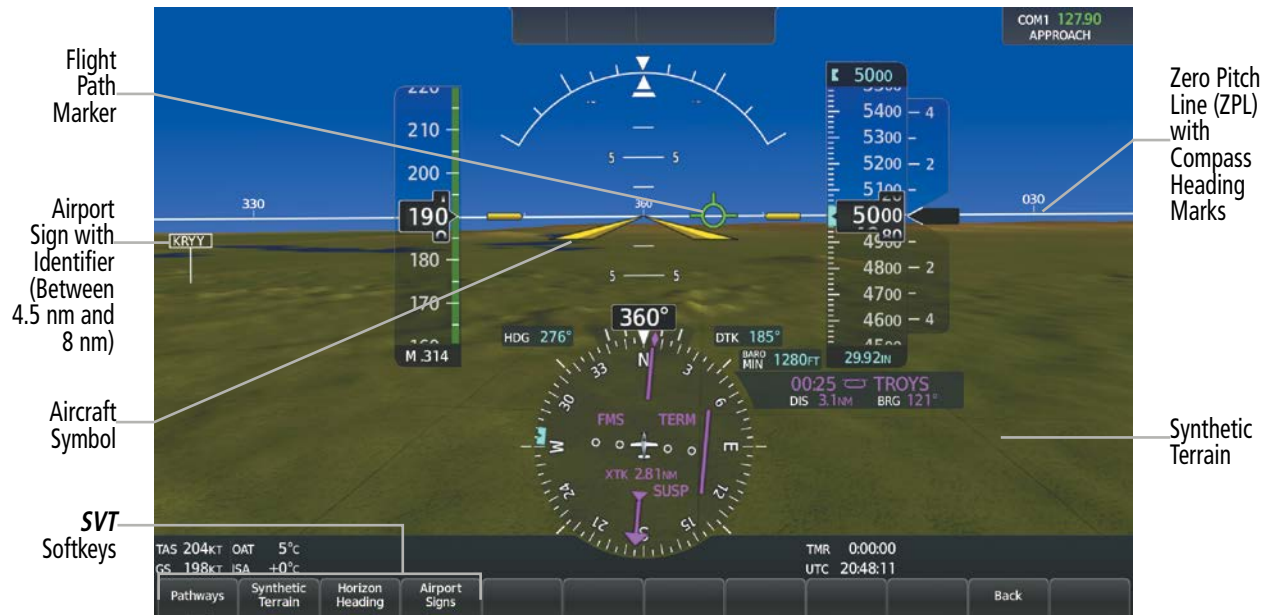 COM1 127.90
APPROACH
Flight
Path
Marker
Airport
Sign with
Identifier
(Between
4.5 nm and
8 nm)
Aircraft
Symbol
SVT
Softkeys
Zero Pitch
Line (ZPL)
with
Compass
Heading
Marks
Synthetic
Terrain
330
360
030
KRYY
210
200
190
180
170
M .314
5
5
5
5
5000
5400
5300
5200
5100
5000
4900
4800
4700
4600
4
2
2
4
29.92IN
360°
HDG 276°
DTK 185°
BARO MIN 1280FT
00:25 TROYS
DIS 3.1NM BRG 121°
N
3
6
E
12
15
S
21
24
W
30
33
FMS TERM
XTK 2.81NM
SUSP
TAS 204KT OAT 5°C
GS 198KT ISA +0°C
TMR 0:00:00
UTC 20:48:11
Pathways
Synthetic
Terrain
Horizon
Heading
Airport
Signs
Back